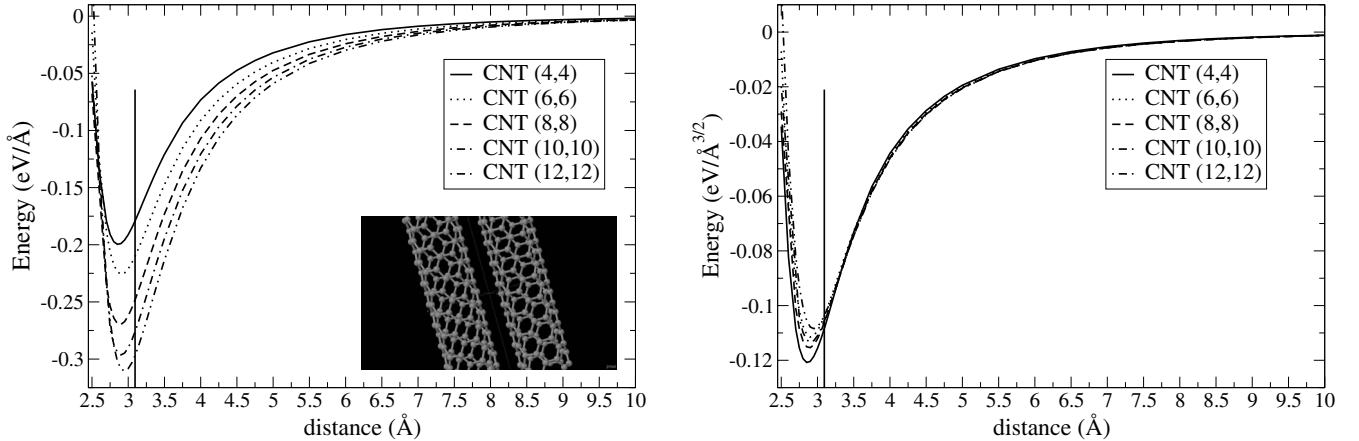 0
-0.05
-0.1
-0.15
-0.2
-0.25
-0.3
Energy (eV/Å)
CNT (4,4)
CNT (6,6)
CNT (8,8)
CNT (10,10)
CNT (12,12)
2.5 3 3.5 4 4.5 5 5.5 6 6.5 7 7.5 8 8.5 9 9.5 10
distance (Å)
0
-0.02
-0.04
-0.06
-0.08
-0.1
-0.12
Energy (eV/Å^3/2)
CNT (4,4)
CNT (6,6)
CNT (8,8)
CNT (10,10)
CNT (12,12)
2.5 3 3.5 4 4.5 5 5.5 6 6.5 7 7.5 8 8.5 9 9.5 10
distance (Å)